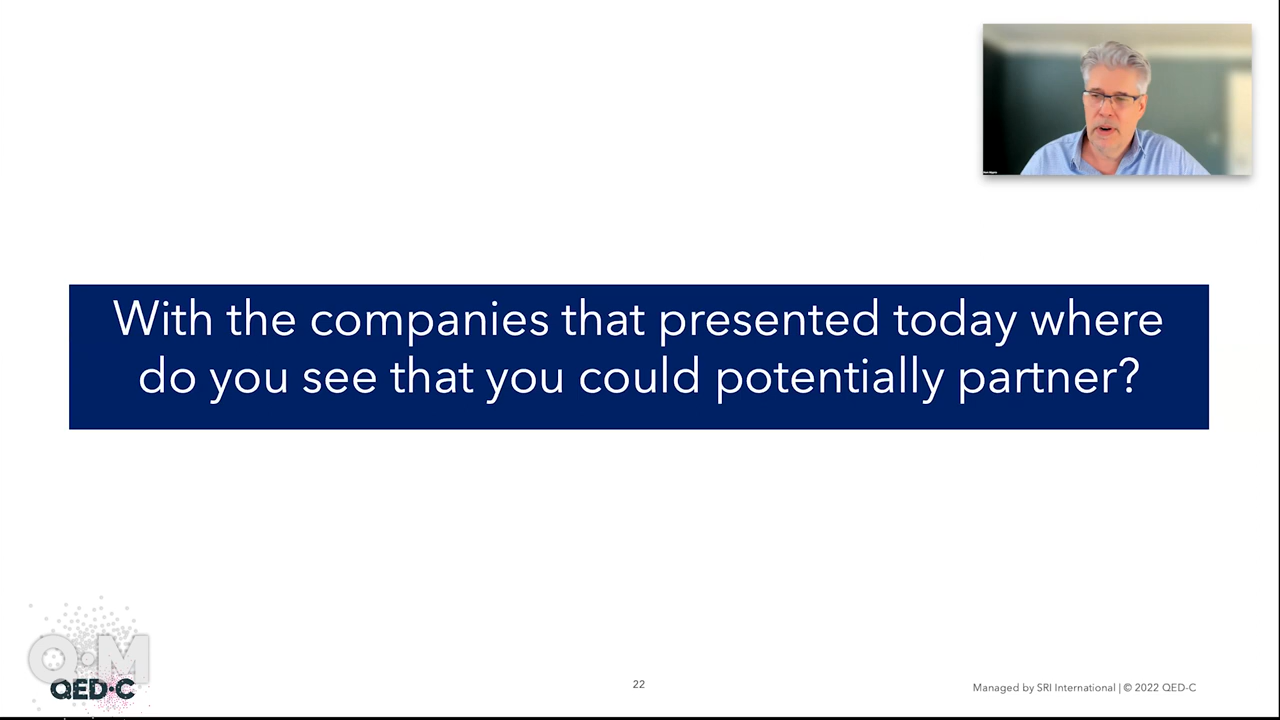 With the companies that presented today where
do you see that you could potentially partner?
Q•M
QED•C
22
Managed by SRI International | © 2022 QED-C